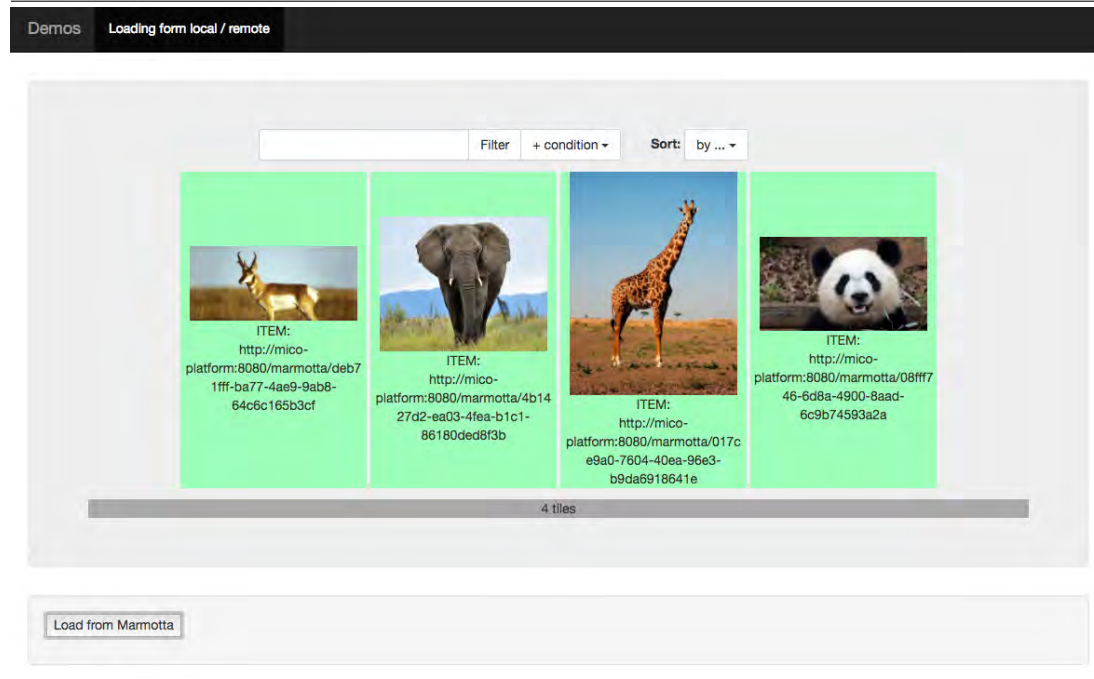 Demos Loading form local / remote
Filter + condition Sort: by ...
ITEM:
http://mico-
platform:8080/marmotta/deb7
1fff-ba77-4ae9-9ab8-
64c6c165b3cf
ITEM:
http://mico-
platform:8080/marmotta/4b14
27d2-ea03-4fea-b1c1-
86180ded8f3b
ITEM:
http://mico-
platform:8080/marmotta/017c
e9a0-7604-40ea-96e3-
b9da6918641e
ITEM:
http://mico-
platform:8080/marmotta/08fff7
46-6d8a-4900-8aad-
6c9b74593a2a
4 tiles
Load from Marmotta